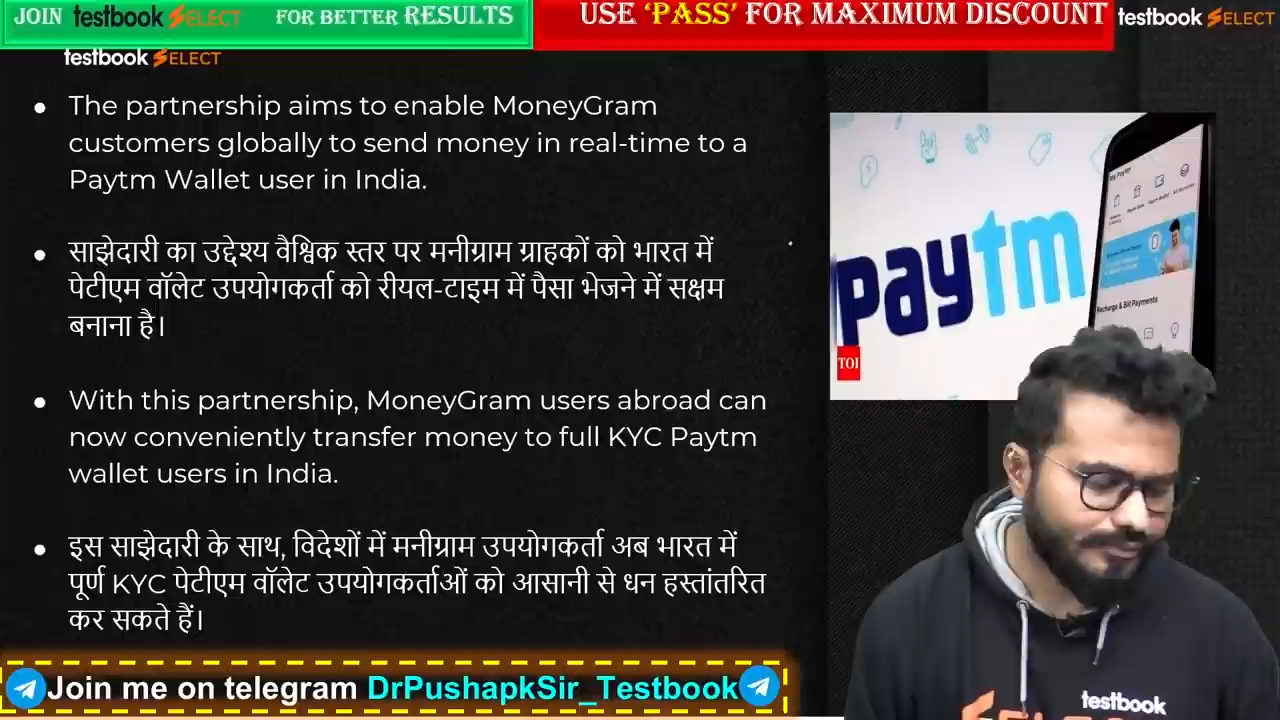 JOIN testbook SELECT FOR BETTER RESULTS
USE ‘PASS’ FOR MAXIMUM DISCOUNT
testbook SELECT
testbook SELECT
• The partnership aims to enable MoneyGram
customers globally to send money in real-time to a
Paytm Wallet user in India.
• साझेदारी का उद्देश्य वैश्विक स्तर पर मनीग्राम ग्राहकों को भारत में
पेटीएम वॉलेट उपयोगकर्ता को रीयल-टाइम में पैसा भेजने में सक्षम
बनाना है।
• With this partnership, MoneyGram users abroad can
now conveniently transfer money to full KYC Paytm
wallet users in India.
• इस साझेदारी के साथ, विदेशों में मनीग्राम उपयोगकर्ता अब भारत में
पूर्ण KYC पेटीएम वॉलेट उपयोगकर्ताओं को आसानी से धन हस्तांतरित
कर सकते हैं।
paytm
My Paytm
Recharge & Bill Payments
TOI
Join me on telegram DrPushapkSir_Testbook
testbook